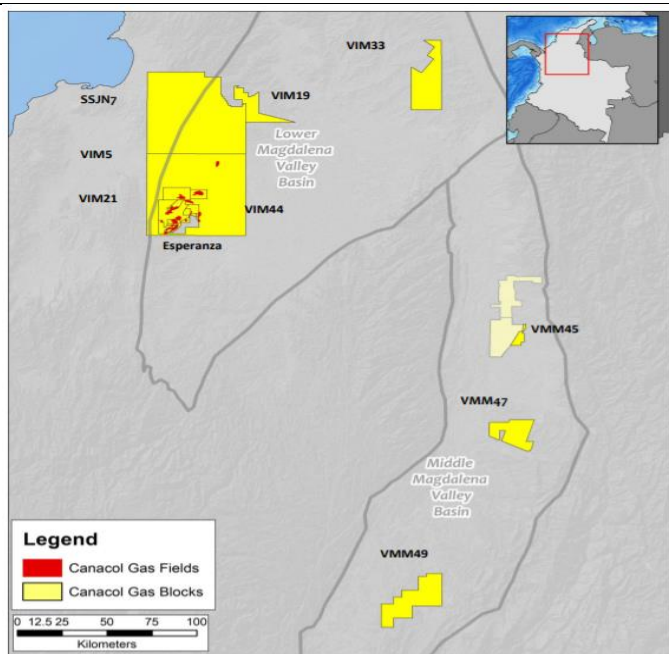 VIM33
SSJN7
VIM19
Lower
Magdalena
Valley
Basin
VIM5
VIM21
VIM44
Esperanza
VMM45
VMM47
Middle
Magdalena
Valley
Basin
VMM49
Legend
Canacol Gas Fields
Canacol Gas Blocks
0 12.5 25 50 75 100
Kilometers